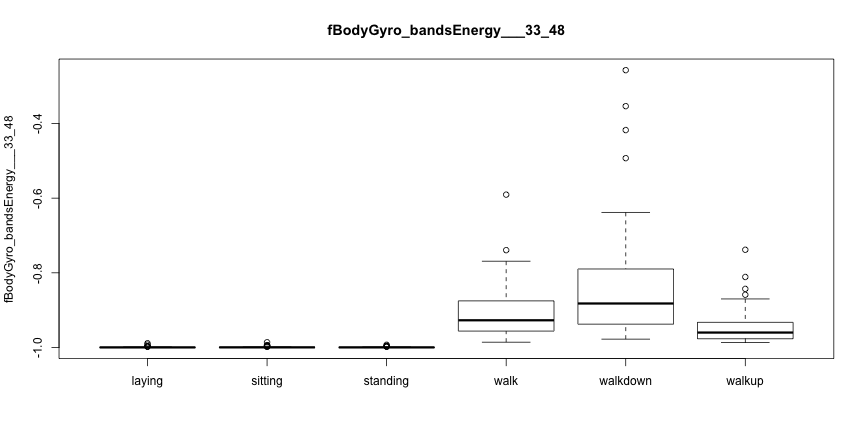 fBodyGyro_bandsEnergy___33_48
fBodyGyro_bandsEnergy___33_48
-0.4
-0.6
-0.8
-1.0
laying sitting standing walk walkdown walkup